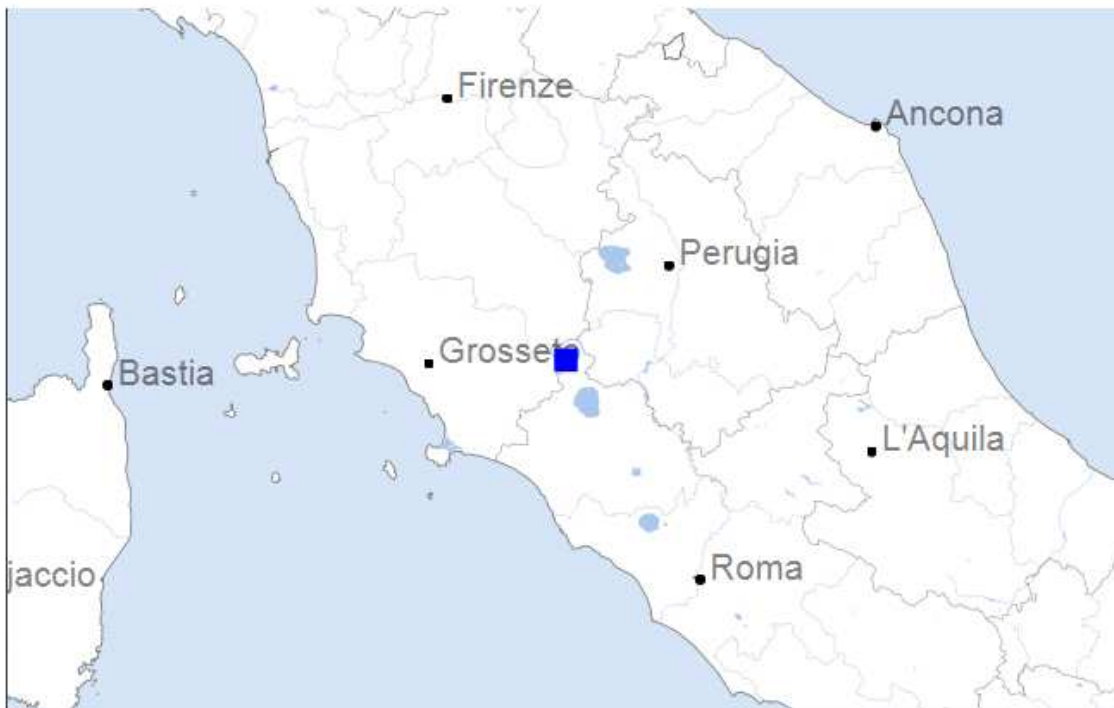 Firenze
Ancona
Perugia
Grosseto
Bastia
L'Aquila
Roma
jaccio